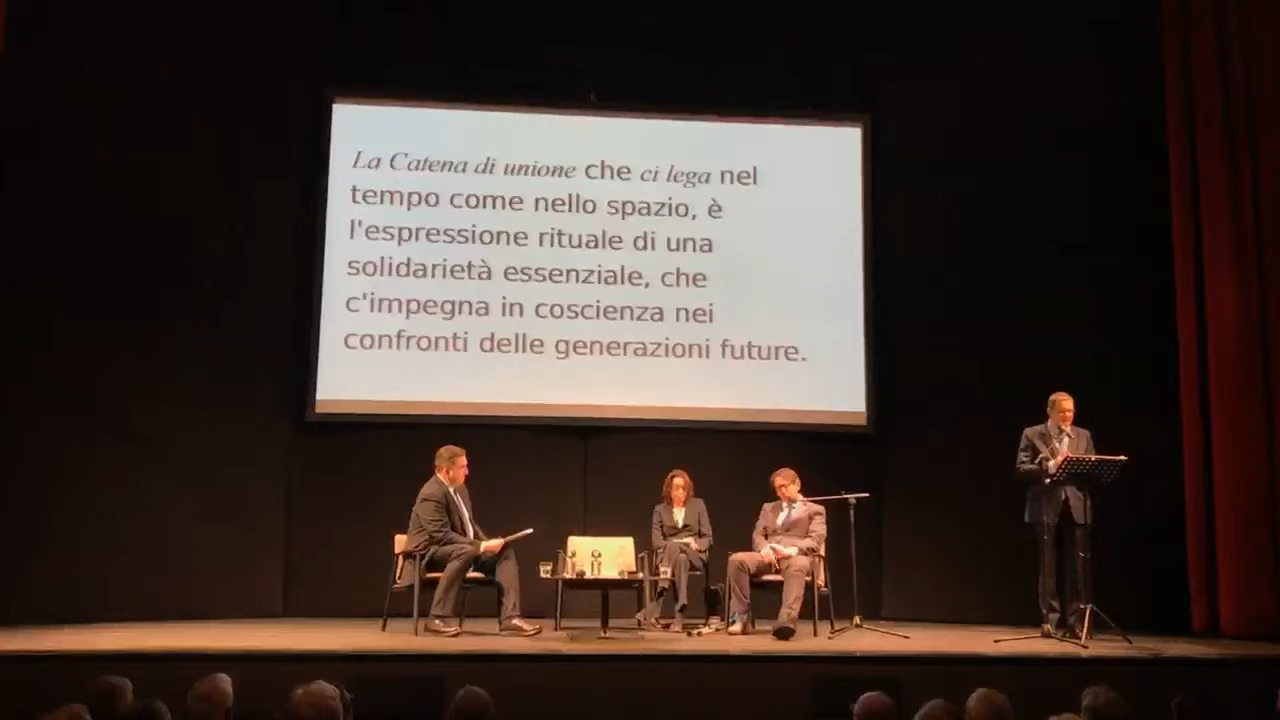 La Catena di unione che ci lega nel
tempo come nello spazio, è
l'espressione rituale di una
solidarietà essenziale, che
c'impegna in coscienza nei
confronti delle generazioni future.